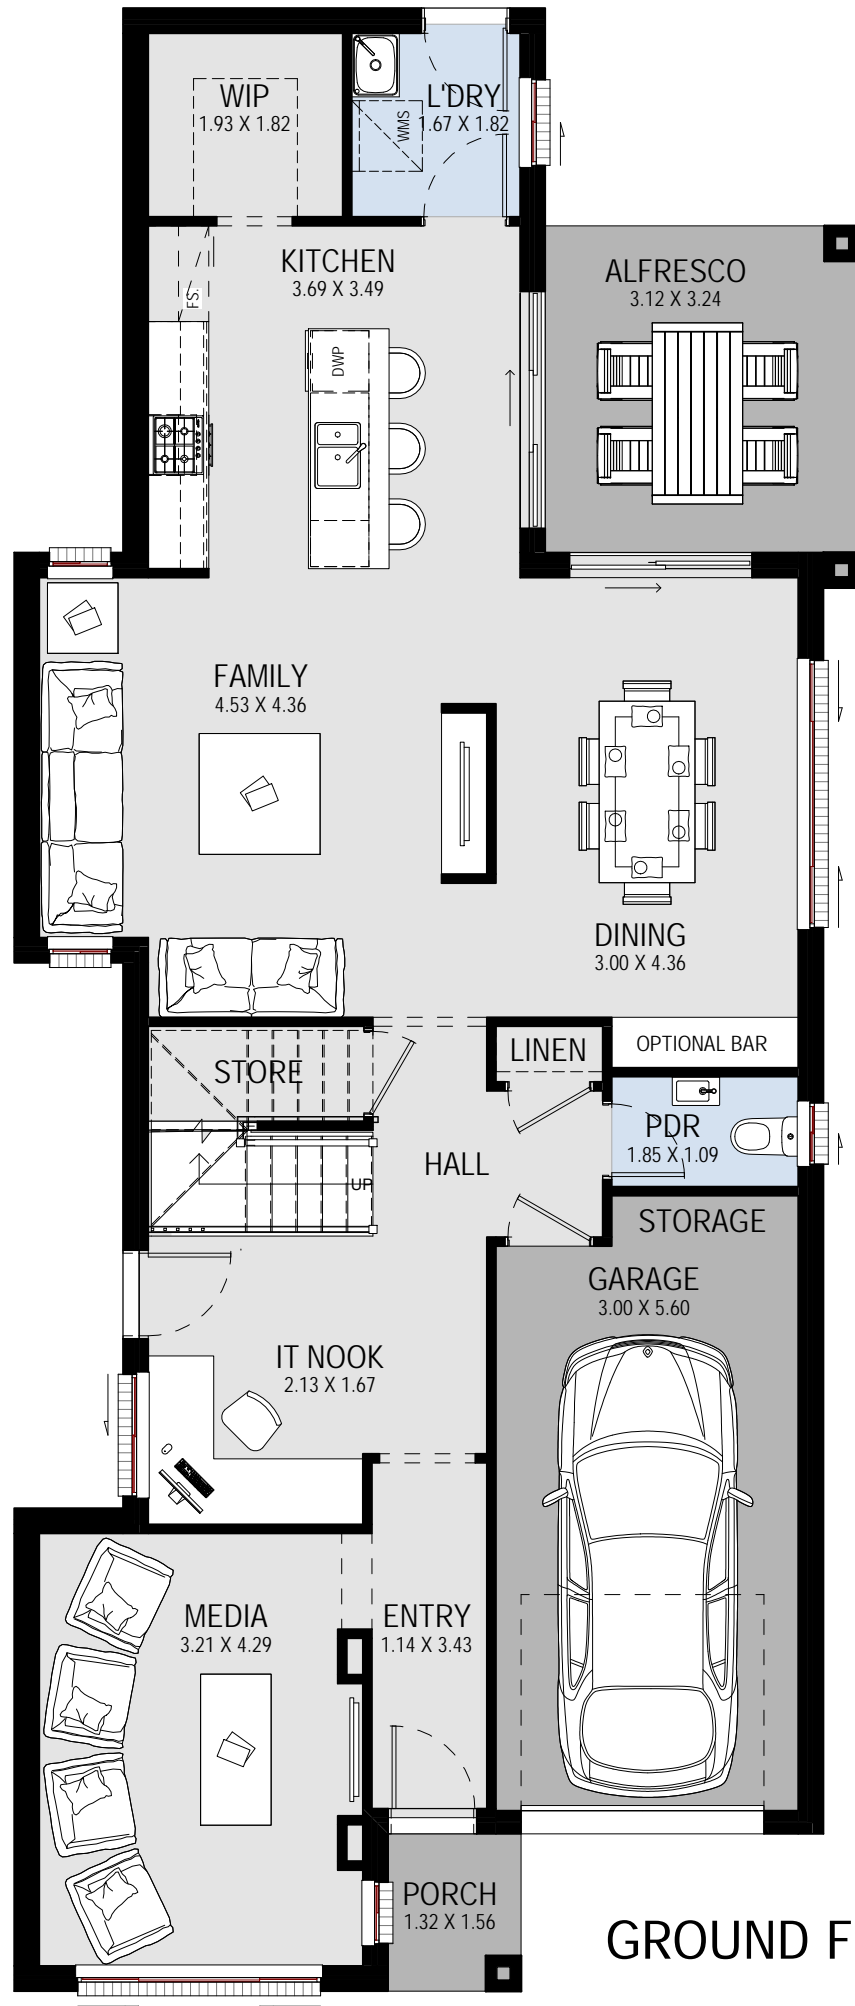 WIP
1.93 X 1.82
L'DRY
1.67 X 1.82
WMS
KITCHEN
3.69 X 3.49
FS.
DWP
ALFRESCO
3.12 X 3.24
FAMILY
4.53 X 4.36
DINING
3.00 X 4.36
STORE
LINEN
OPTIONAL BAR
PDR
1.85 X 1.09
HALL
UP
STORAGE
GARAGE
3.00 X 5.60
IT NOOK
2.13 X 1.67
MEDIA
3.21 X 4.29
ENTRY
1.14 X 3.43
PORCH
1.32 X 1.56
GROUND F